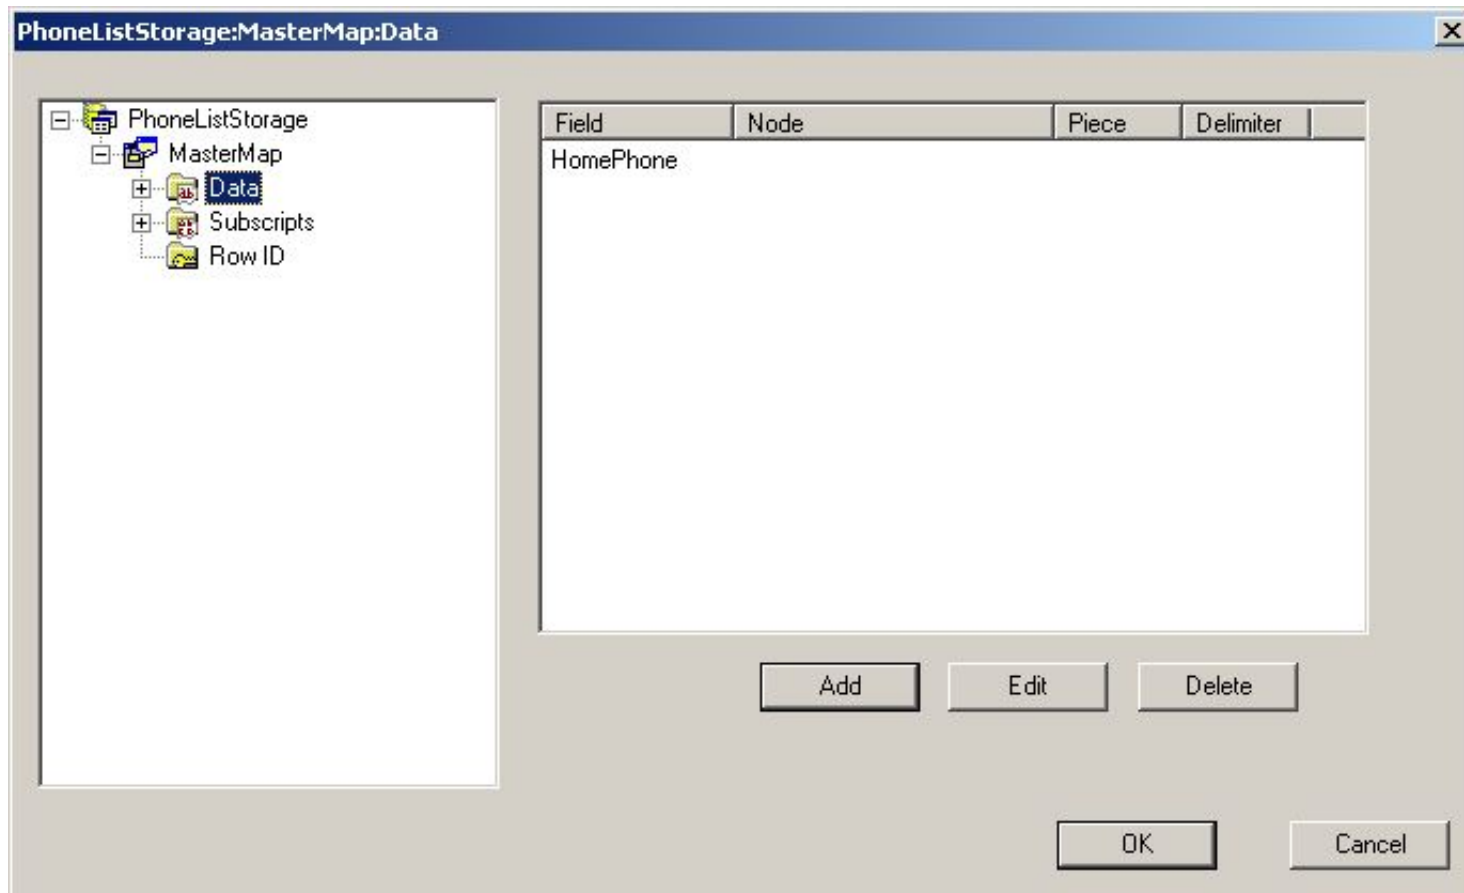 PhoneListStorage:MasterMap:Data
PhoneListStorage
MasterMap
Data
Subscripts
Row ID
Field Node Piece Delimiter
HomePhone
Add Edit Delete
OK Cancel